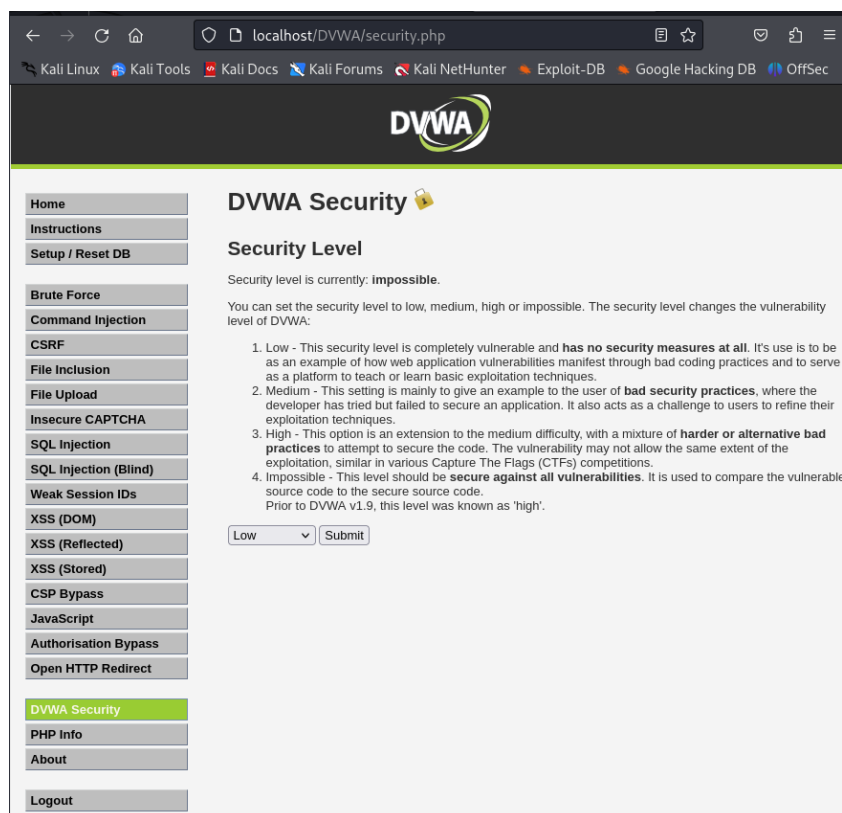 localhost/DVWA/security.php
Kali Linux Kali Tools Kali Docs Kali Forums Kali NetHunter Exploit-DB Google Hacking DB OffSec
DVWA
Home
Instructions
Setup / Reset DB
Brute Force
Command Injection
CSRF
File Inclusion
File Upload
Insecure CAPTCHA
SQL Injection
SQL Injection (Blind)
Weak Session IDs
XSS (DOM)
XSS (Reflected)
XSS (Stored)
CSP Bypass
JavaScript
Authorisation Bypass
Open HTTP Redirect
DVWA Security
PHP Info
About
Logout
DVWA Security
Security Level
Security level is currently: impossible.
You can set the security level to low, medium, high or impossible. The security level changes the vulnerability
level of DVWA:
1. Low - This security level is completely vulnerable and has no security measures at all. It's use is to be
as an example of how web application vulnerabilities manifest through bad coding practices and to serve
as a platform to teach or learn basic exploitation techniques.
2. Medium - This setting is mainly to give an example to the user of bad security practices, where the
developer has tried but failed to secure an application. It also acts as a challenge to users to refine their
exploitation techniques.
3. High - This option is an extension to the medium difficulty, with a mixture of harder or alternative bad
practices to attempt to secure the code. The vulnerability may not allow the same extent of the
exploitation, similar in various Capture The Flags (CTFs) competitions.
4. Impossible - This level should be secure against all vulnerabilities. It is used to compare the vulnerable
source code to the secure source code.
Prior to DVWA v1.9, this level was known as 'high'.
Low Submit